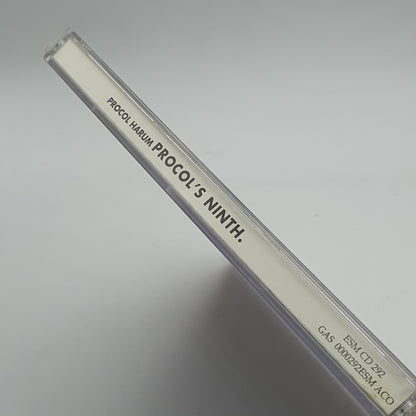 PROCOL HARUM PROCOL'S NINTH.
ESM CD 292
GAS 0000292ESM ACO